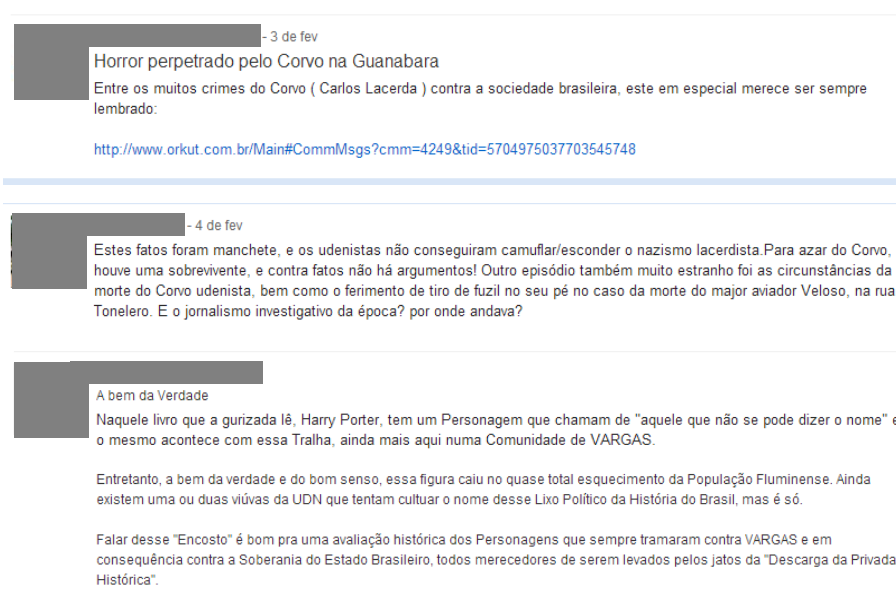 - 3 de fev
Horror perpetrado pelo Corvo na Guanabara
Entre os muitos crimes do Corvo ( Carlos Lacerda ) contra a sociedade brasileira, este em especial merece ser sempre
lembrado:
http://www.orkut.com.br/Main#CommMsgs?cmm=4249&tid=5704975037703545748
- 4 de fev
Estes fatos foram manchete, e os udenistas não conseguiram camuflar/esconder o nazismo lacerdista.Para azar do Corvo,
houve uma sobrevivente, e contra fatos não há argumentos! Outro episódio também muito estranho foi as circunstâncias da
morte do Corvo udenista, bem como o ferimento de tiro de fuzil no seu pé no caso da morte do major aviador Veloso, na rua
Tonelero. E o jornalismo investigativo da época? por onde andava?
A bem da Verdade
Naquele livro que a gurizada lê, Harry Porter, tem um Personagem que chamam de "aquele que não se pode dizer o nome" e
o mesmo acontece com essa Tralha, ainda mais aqui numa Comunidade de VARGAS.
Entretanto, a bem da verdade e do bom senso, essa figura caiu no quase total esquecimento da População Fluminense. Ainda
existem uma ou duas viúvas da UDN que tentam cultuar o nome desse Lixo Político da História do Brasil, mas é só.
Falar desse "Encosto" é bom pra uma avaliação histórica dos Personagens que sempre tramaram contra VARGAS e em
consequência contra a Soberania do Estado Brasileiro, todos merecedores de serem levados pelos jatos da "Descarga da Privada
Histórica".